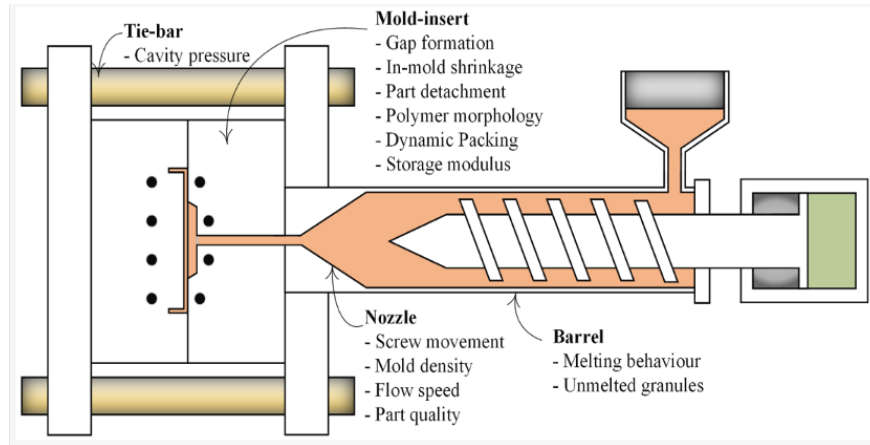 Tie-bar
- Cavity pressure
Mold-insert
- Gap formation
- In-mold shrinkage
- Part detachment
- Polymer morphology
- Dynamic Packing
- Storage modulus
Nozzle
- Screw movement
- Mold density
- Flow speed
- Part quality
Barrel
- Melting behaviour
- Unmelted granules